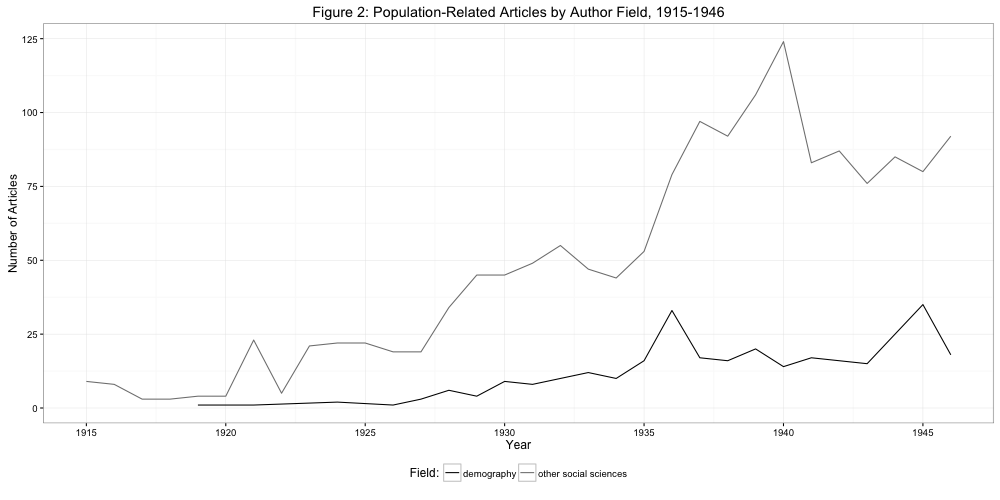 Figure 2: Population-Related Articles by Author Field, 1915-1946
Number of Articles
125
100
75
50
25
0
1915 1920 1925 1930 1935 1940 1945
Year
Field: demography other social sciences